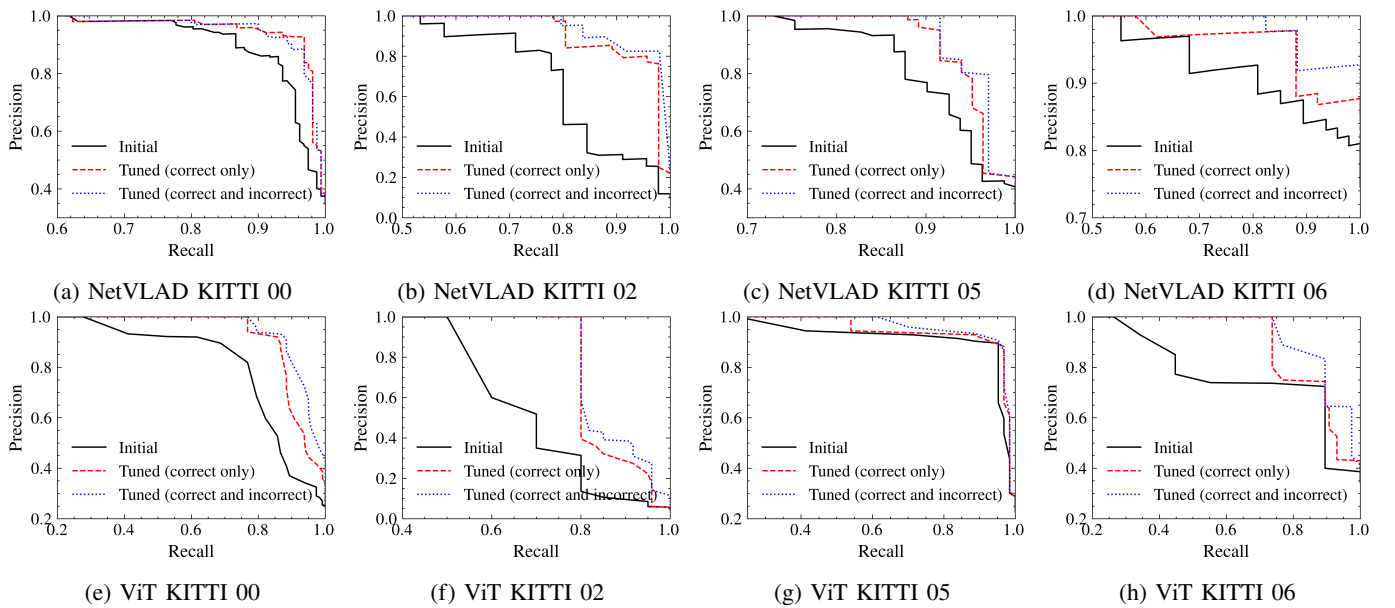 1.0
0.8
0.6
0.4
Precision
Initial
Tuned (correct only)
Tuned (correct and incorrect)
0.6 0.7 0.8 0.9 1.0
Recall
(a) NetVLAD KITTI 00
1.0
0.8
0.6
0.4
0.2
0.0
Precision
Initial
Tuned (correct only)
Tuned (correct and incorrect)
0.5 0.6 0.7 0.8 0.9 1.0
Recall
(b) NetVLAD KITTI 02
1.0
0.8
0.6
0.4
Precision
Initial
Tuned (correct only)
Tuned (correct and incorrect)
0.7 0.8 0.9 1.0
Recall
(c) NetVLAD KITTI 05
1.0
0.9
0.8
0.7
Precision
Initial
Tuned (correct only)
Tuned (correct and incorrect)
0.5 0.6 0.7 0.8 0.9 1.0
Recall
(d) NetVLAD KITTI 06
1.0
0.8
0.6
0.4
0.2
Precision
Initial
Tuned (correct only)
Tuned (correct and incorrect)
0.2 0.4 0.6 0.8 1.0
Recall
(e) ViT KITTI 00
1.0
0.8
0.6
0.4
0.2
0.0
Precision
Initial
Tuned (correct only)
Tuned (correct and incorrect)
0.4 0.6 0.8 1.0
Recall
(f) ViT KITTI 02
1.0
0.8
0.6
0.4
0.2
Precision
Initial
Tuned (correct only)
Tuned (correct and incorrect)
0.4 0.6 0.8 1.0
Recall
(g) ViT KITTI 05
1.0
0.8
0.6
0.4
0.2
Precision
Initial
Tuned (correct only)
Tuned (correct and incorrect)
0.2 0.4 0.6 0.8 1.0
Recall
(h) ViT KITTI 06